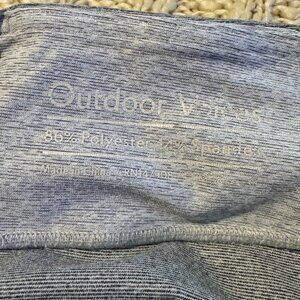 Outdoor Voices
86% Polyester 14% Spandex
Made in China